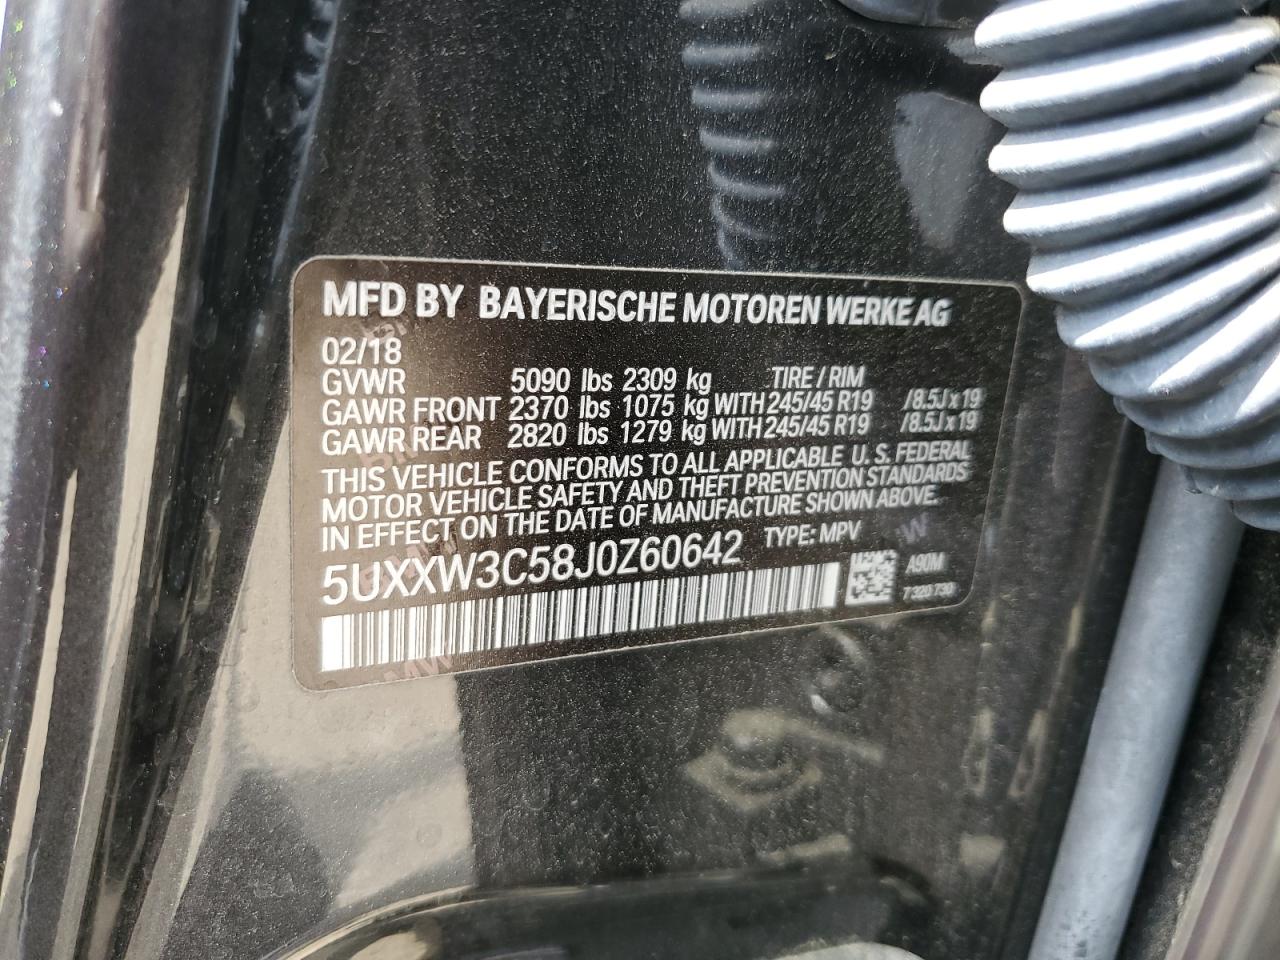 MFD BY BAYERISCHE MOTOREN WERKE AG
02/18
GVWR 5090 lbs 2309 kg TIRE / RIM
GAWR FRONT 2370 lbs 1075 kg WITH 245/45 R19 /8.5J x 19
GAWR REAR 2820 lbs 1279 kg WITH 245/45 R19 /8.5J x 19
THIS VEHICLE CONFORMS TO ALL APPLICABLE U. S. FEDERAL
MOTOR VEHICLE SAFETY AND THEFT PREVENTION STANDARDS
IN EFFECT ON THE DATE OF MANUFACTURE SHOWN ABOVE.
5UXXW3C58J0Z60642 TYPE: MPV
A90M
7 320 730